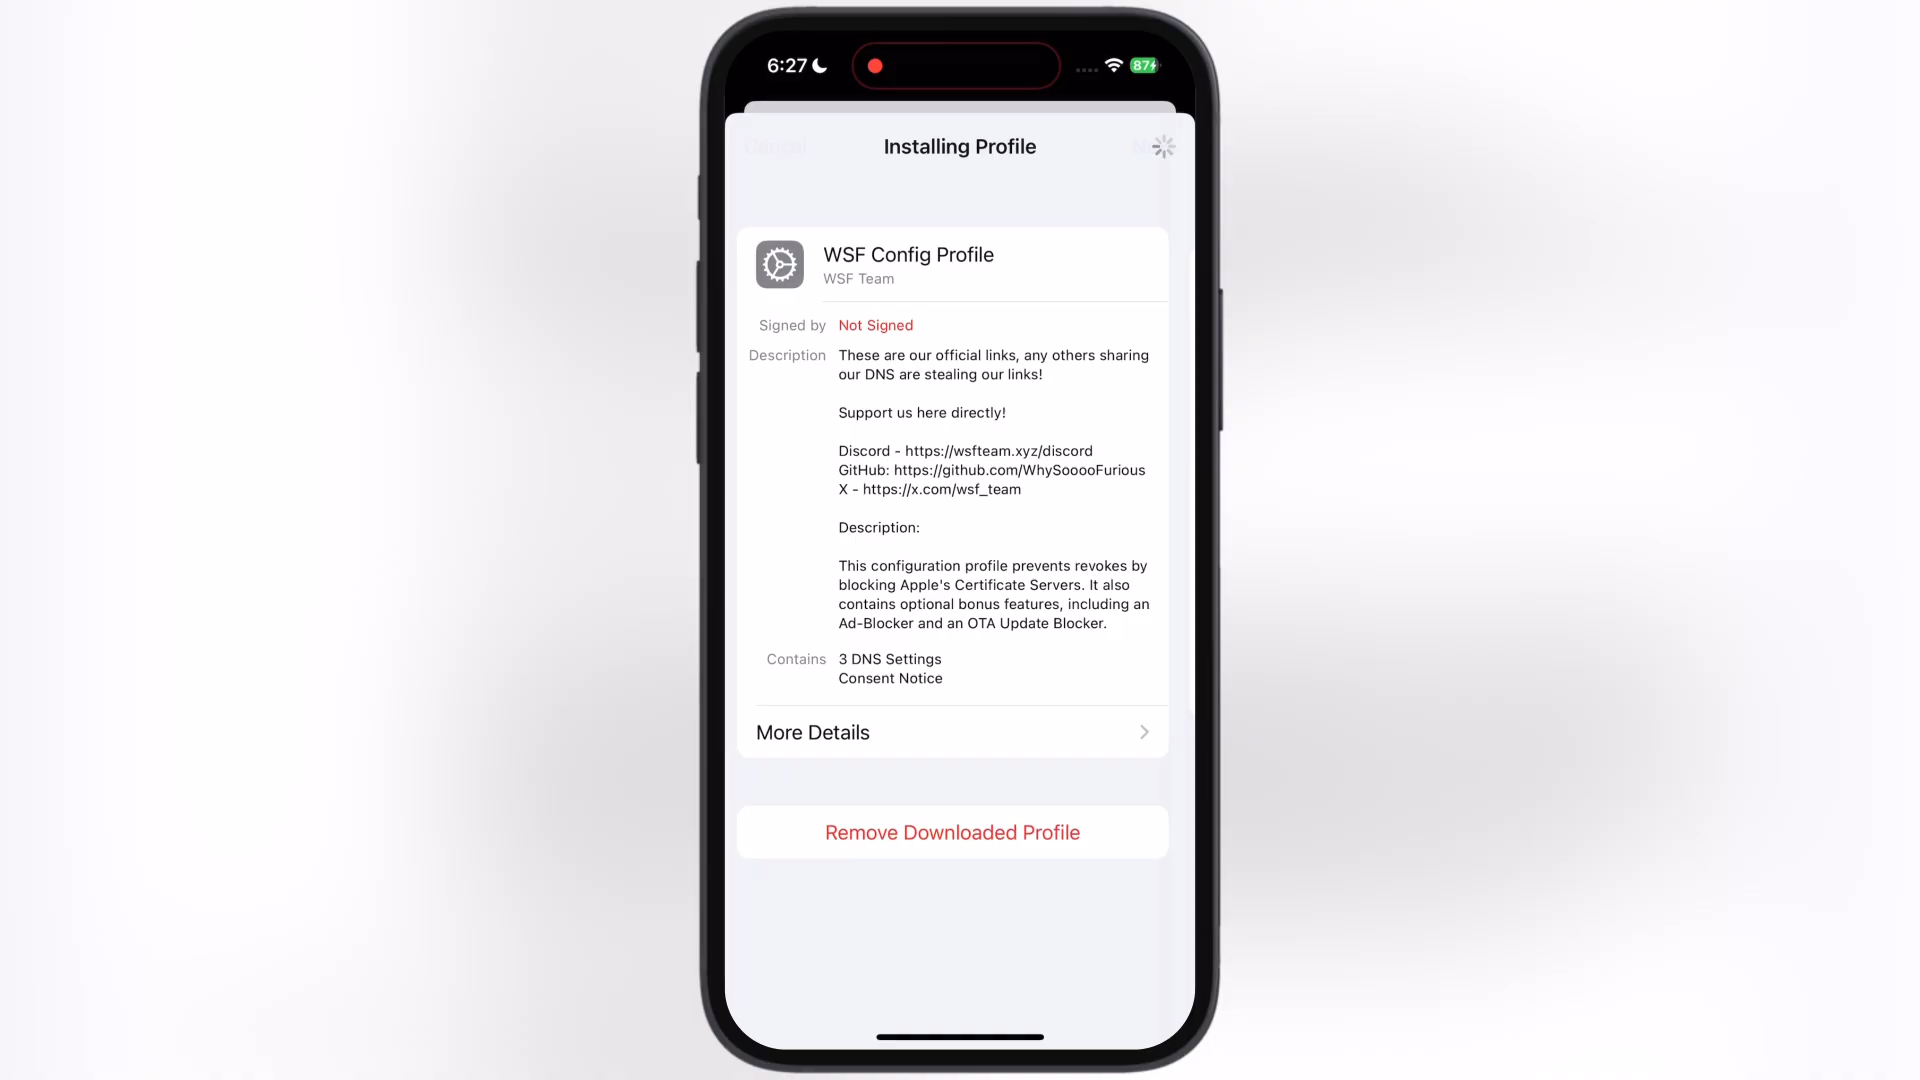 6:27
87
Cancel
Installing Profile
WSF Config Profile
WSF Team
Signed by Not Signed
Description These are our official links, any others sharing
our DNS are stealing our links!
Support us here directly!
Discord - https://wsfteam.xyz/discord
GitHub: https://github.com/WhySooooFurious
X - https://x.com/wsf_team
Description:
This configuration profile prevents revokes by
blocking Apple's Certificate Servers. It also
contains optional bonus features, including an
Ad-Blocker and an OTA Update Blocker.
Contains 3 DNS Settings
Consent Notice
More Details
Remove Downloaded Profile